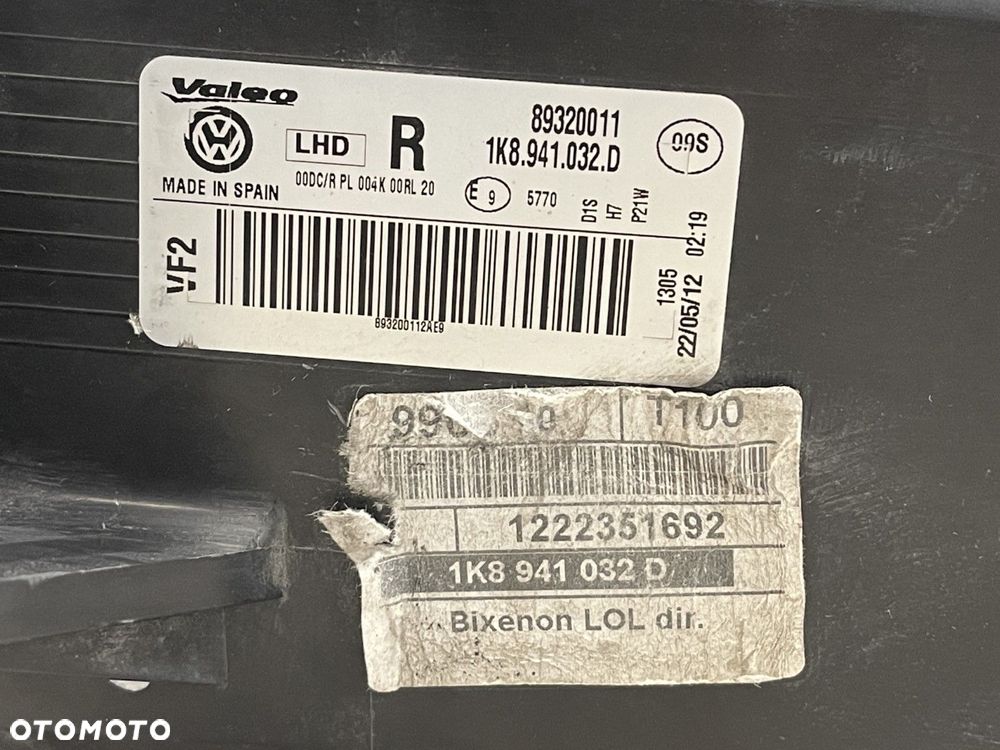 Valeo
89320011
LHD R 1K8.941.032.D 09S
MADE IN SPAIN 00DC/R PL 004K 00RL 20 E 9 5770 D1S H7 P21W
VF2
1305
22/05/12 02:19
893200112AE9
T100
1222351692
1K8 941 032 D
Bixenon LOL dir.
OTOMOTO